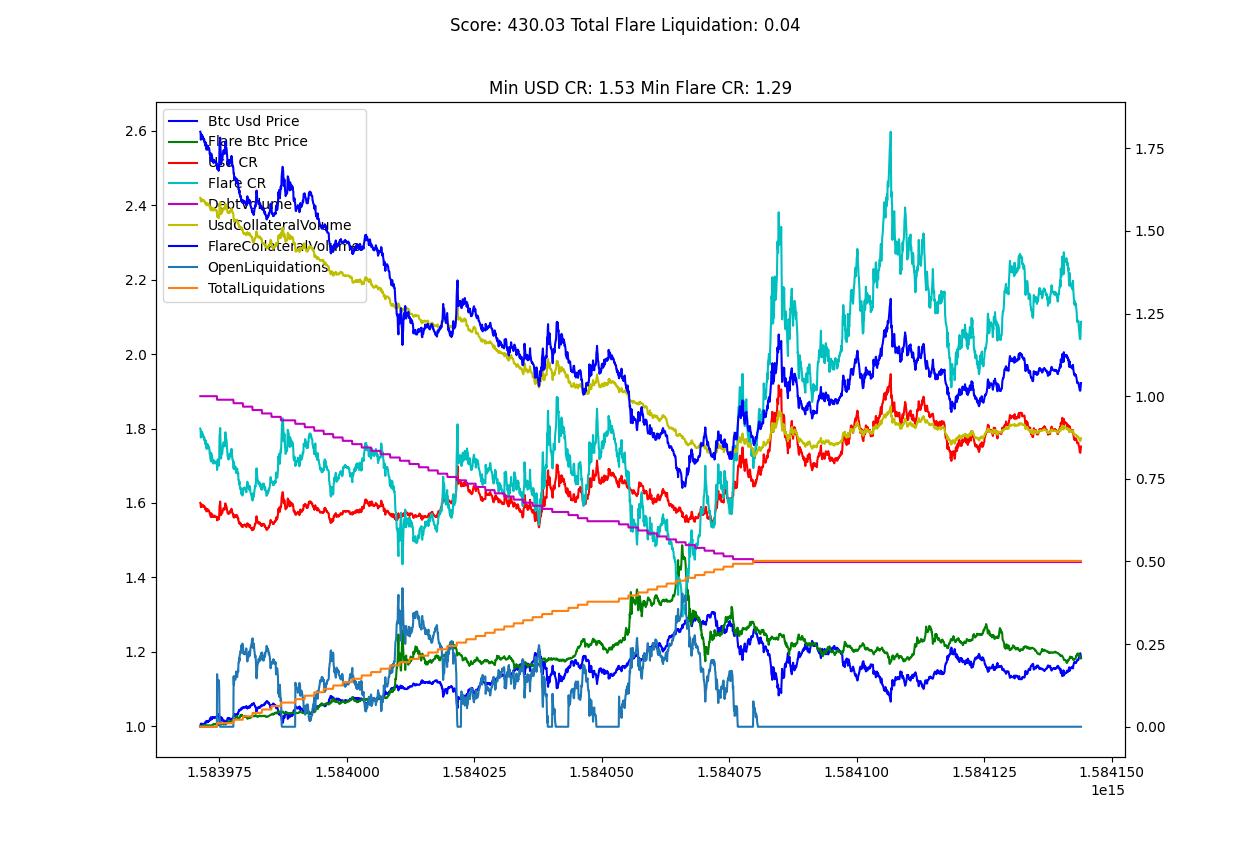 Score: 430.03 Total Flare Liquidation: 0.04
Min USD CR: 1.53 Min Flare CR: 1.29
Btc Usd Price
Flare Btc Price
Usd CR
Flare CR
DebtVolume
UsdCollateralVolume
FlareCollateralVolume
OpenLiquidations
TotalLiquidations
2.6
2.4
2.2
2.0
1.8
1.6
1.4
1.2
1.0
1.75
1.50
1.25
1.00
0.75
0.50
0.25
0.00
1.583975 1.584000 1.584025 1.584050 1.584075 1.584100 1.584125 1.584150
1e15